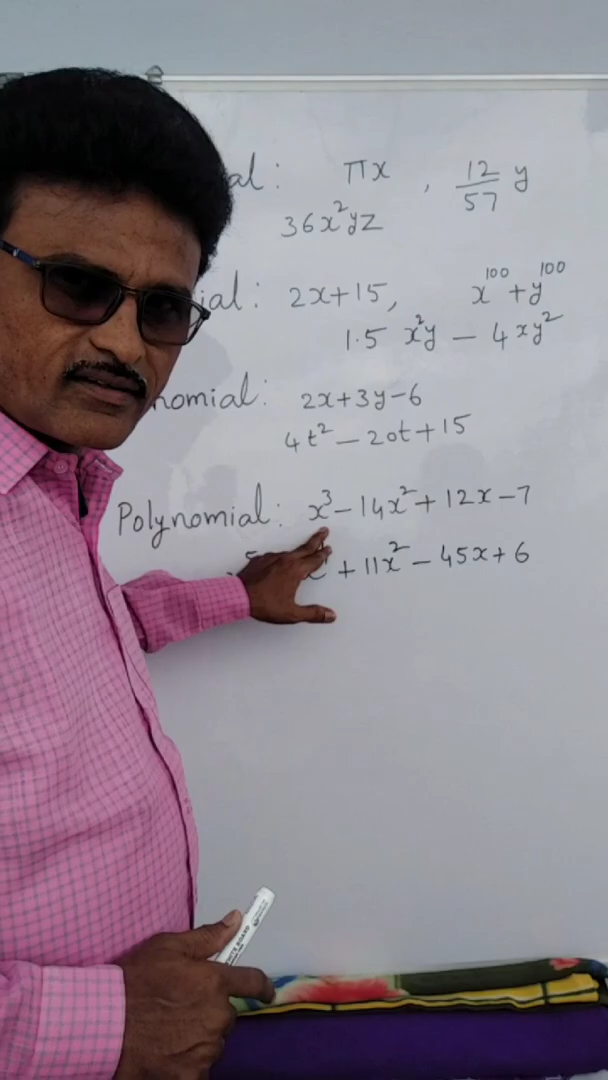 al : πx , 12/57 y
36x²yz
ial : 2x+15, x¹⁰⁰+y¹⁰⁰
1.5 x²y – 4xy²
nomial : 2x+3y–6
4t²–20t+15
Polynomial : x³–14x²+12x–7
+11x²–45x+6